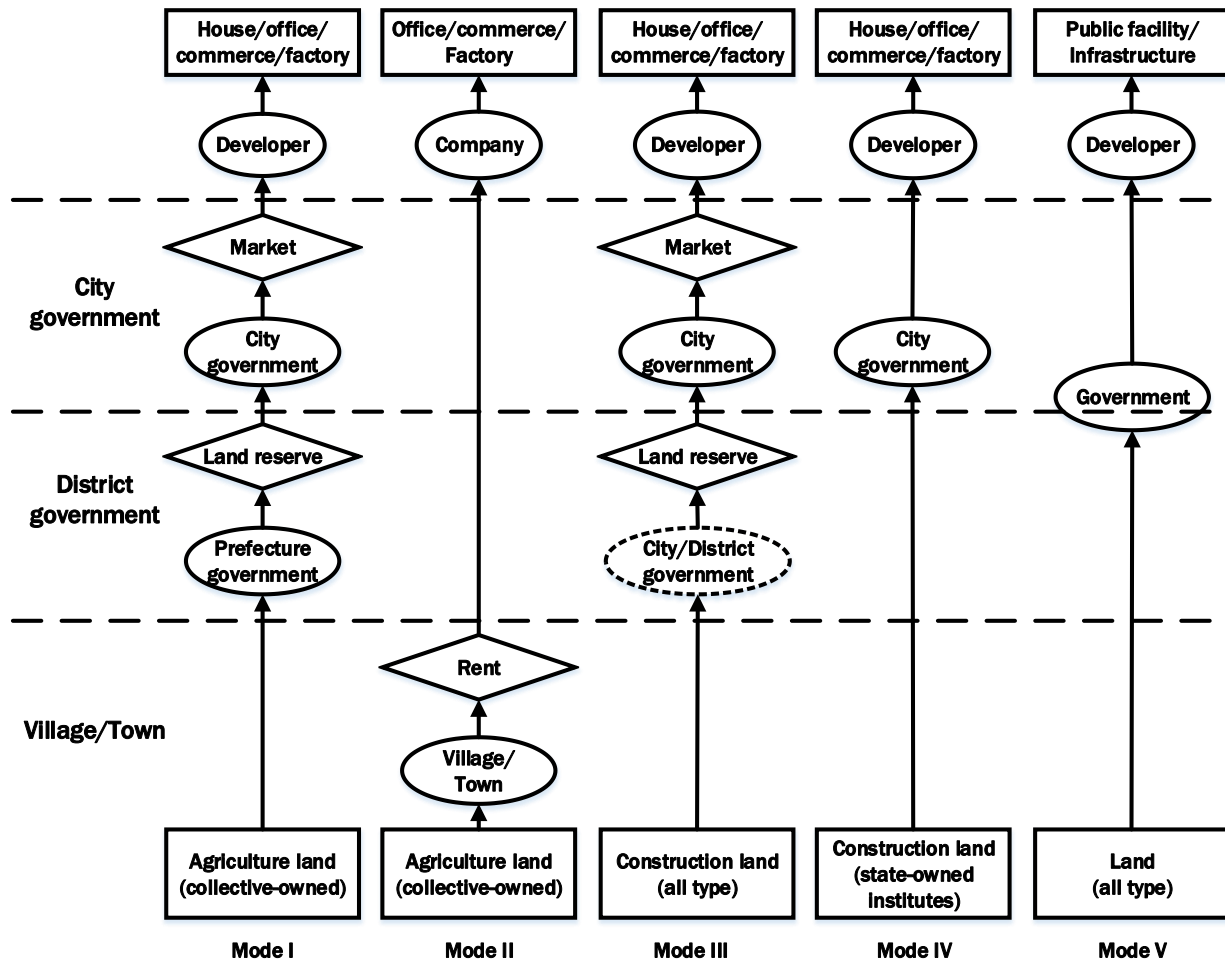 House/office/
commerce/factory
Office/commerce/
Factory
House/office/
commerce/factory
House/office/
commerce/factory
Public facility/
Infrastructure
Developer
Company
Developer
Developer
Developer
Market
Market
City
government
City
government
City
government
City
government
Government
Land reserve
Land reserve
District
government
Prefecture
government
City/District
government
Rent
Village/Town
Village/
Town
Agriculture land
(collective-owned)
Agriculture land
(collective-owned)
Construction land
(all type)
Construction land
(state-owned
institutes)
Land
(all type)
Mode I
Mode II
Mode III
Mode IV
Mode V